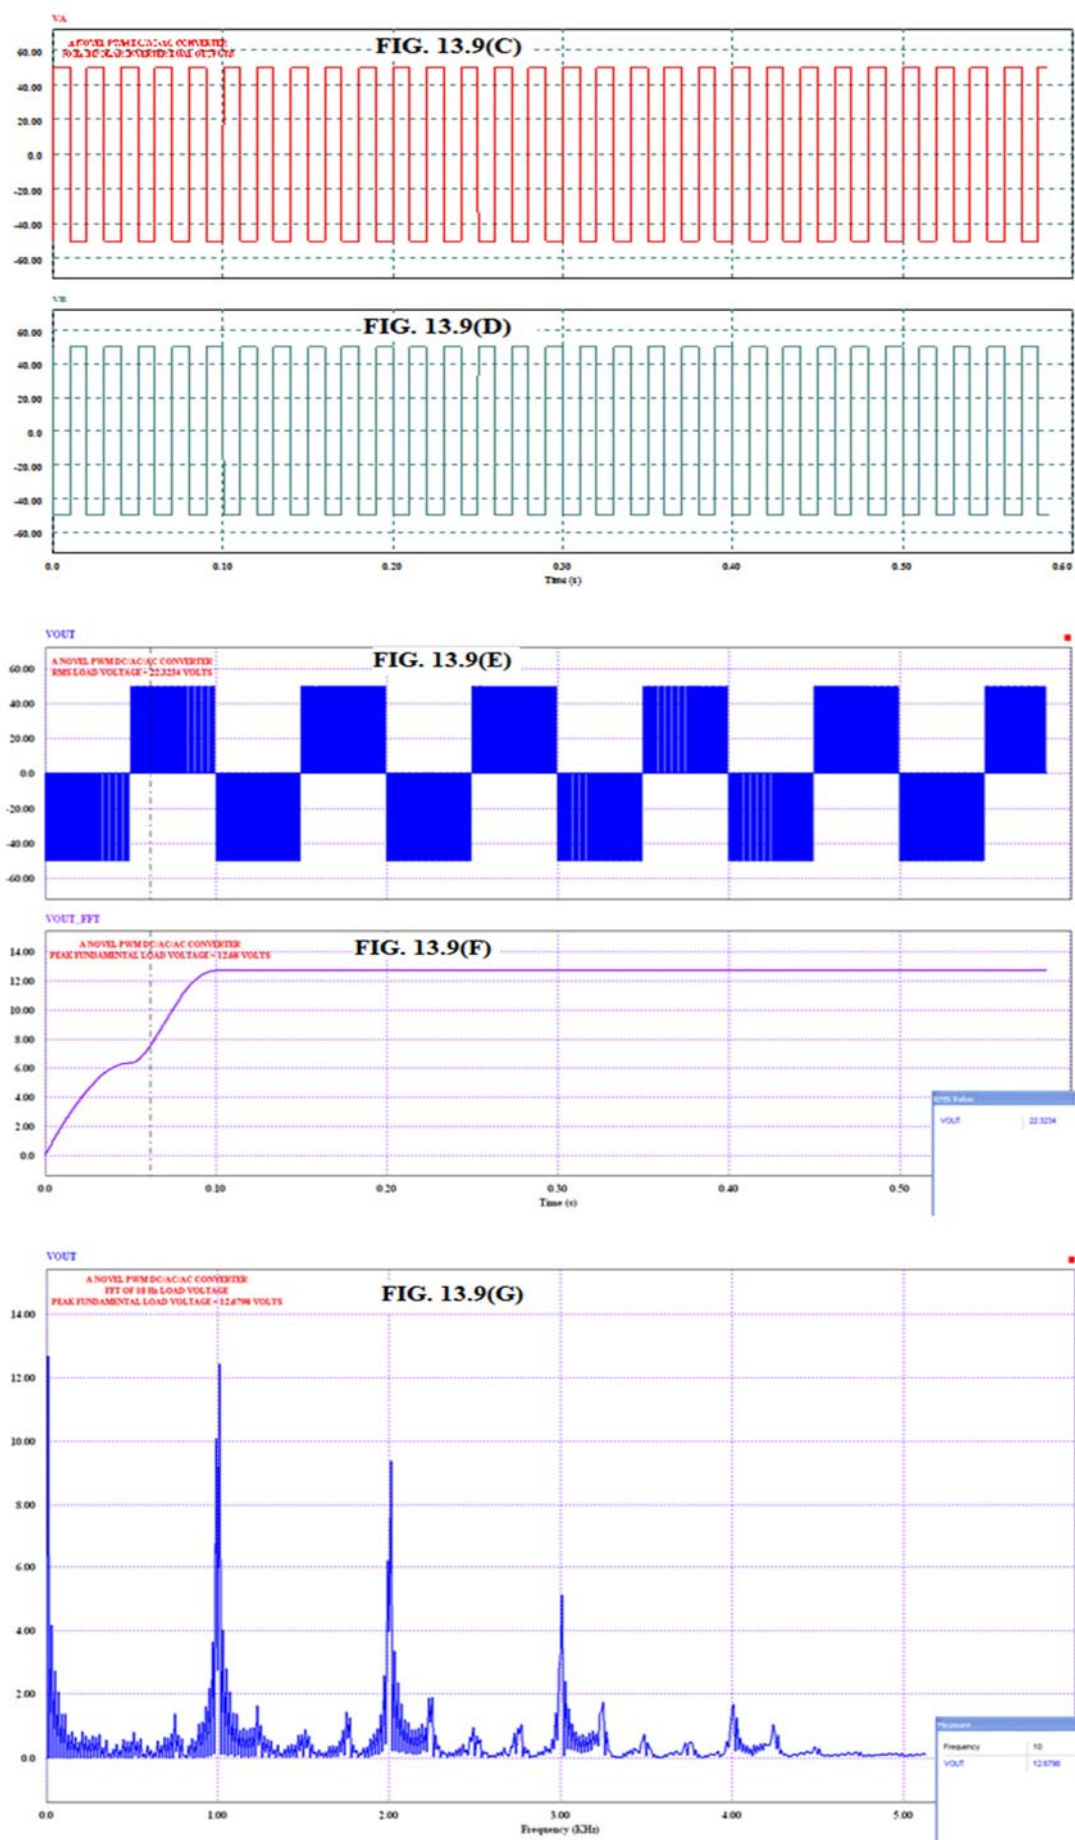 VA
FIG. 13.9(C)
60.00
40.00
20.00
0.0
-20.00
-40.00
-60.00
VB
FIG. 13.9(D)
60.00
40.00
20.00
0.0
-20.00
-40.00
-60.00
0.0 0.10 0.20 0.30 0.40 0.50 0.60
Time (s)
VOUT
A NOVEL PWM DC/AC/AC CONVERTER
RMS LOAD VOLTAGE = 22.3234 VOLTS
FIG. 13.9(E)
60.00
40.00
20.00
0.0
-20.00
-40.00
-60.00
VOUT_FFT
A NOVEL PWM DC/AC/AC CONVERTER
PEAK FUNDAMENTAL LOAD VOLTAGE = 12.68 VOLTS
FIG. 13.9(F)
14.00
12.00
10.00
8.00
6.00
4.00
2.00
0.0
RMS Value
VOUT 22.3234
0.0 0.10 0.20 0.30 0.40 0.50
Time (s)
VOUT
A NOVEL PWM DC/AC/AC CONVERTER
FFT OF 10 Hz LOAD VOLTAGE
PEAK FUNDAMENTAL LOAD VOLTAGE = 12.6798 VOLTS
FIG. 13.9(G)
14.00
12.00
10.00
8.00
6.00
4.00
2.00
0.0
Measure
Frequency 10
VOUT 12.6798
0.0 1.00 2.00 3.00 4.00 5.00
Frequency (KHz)